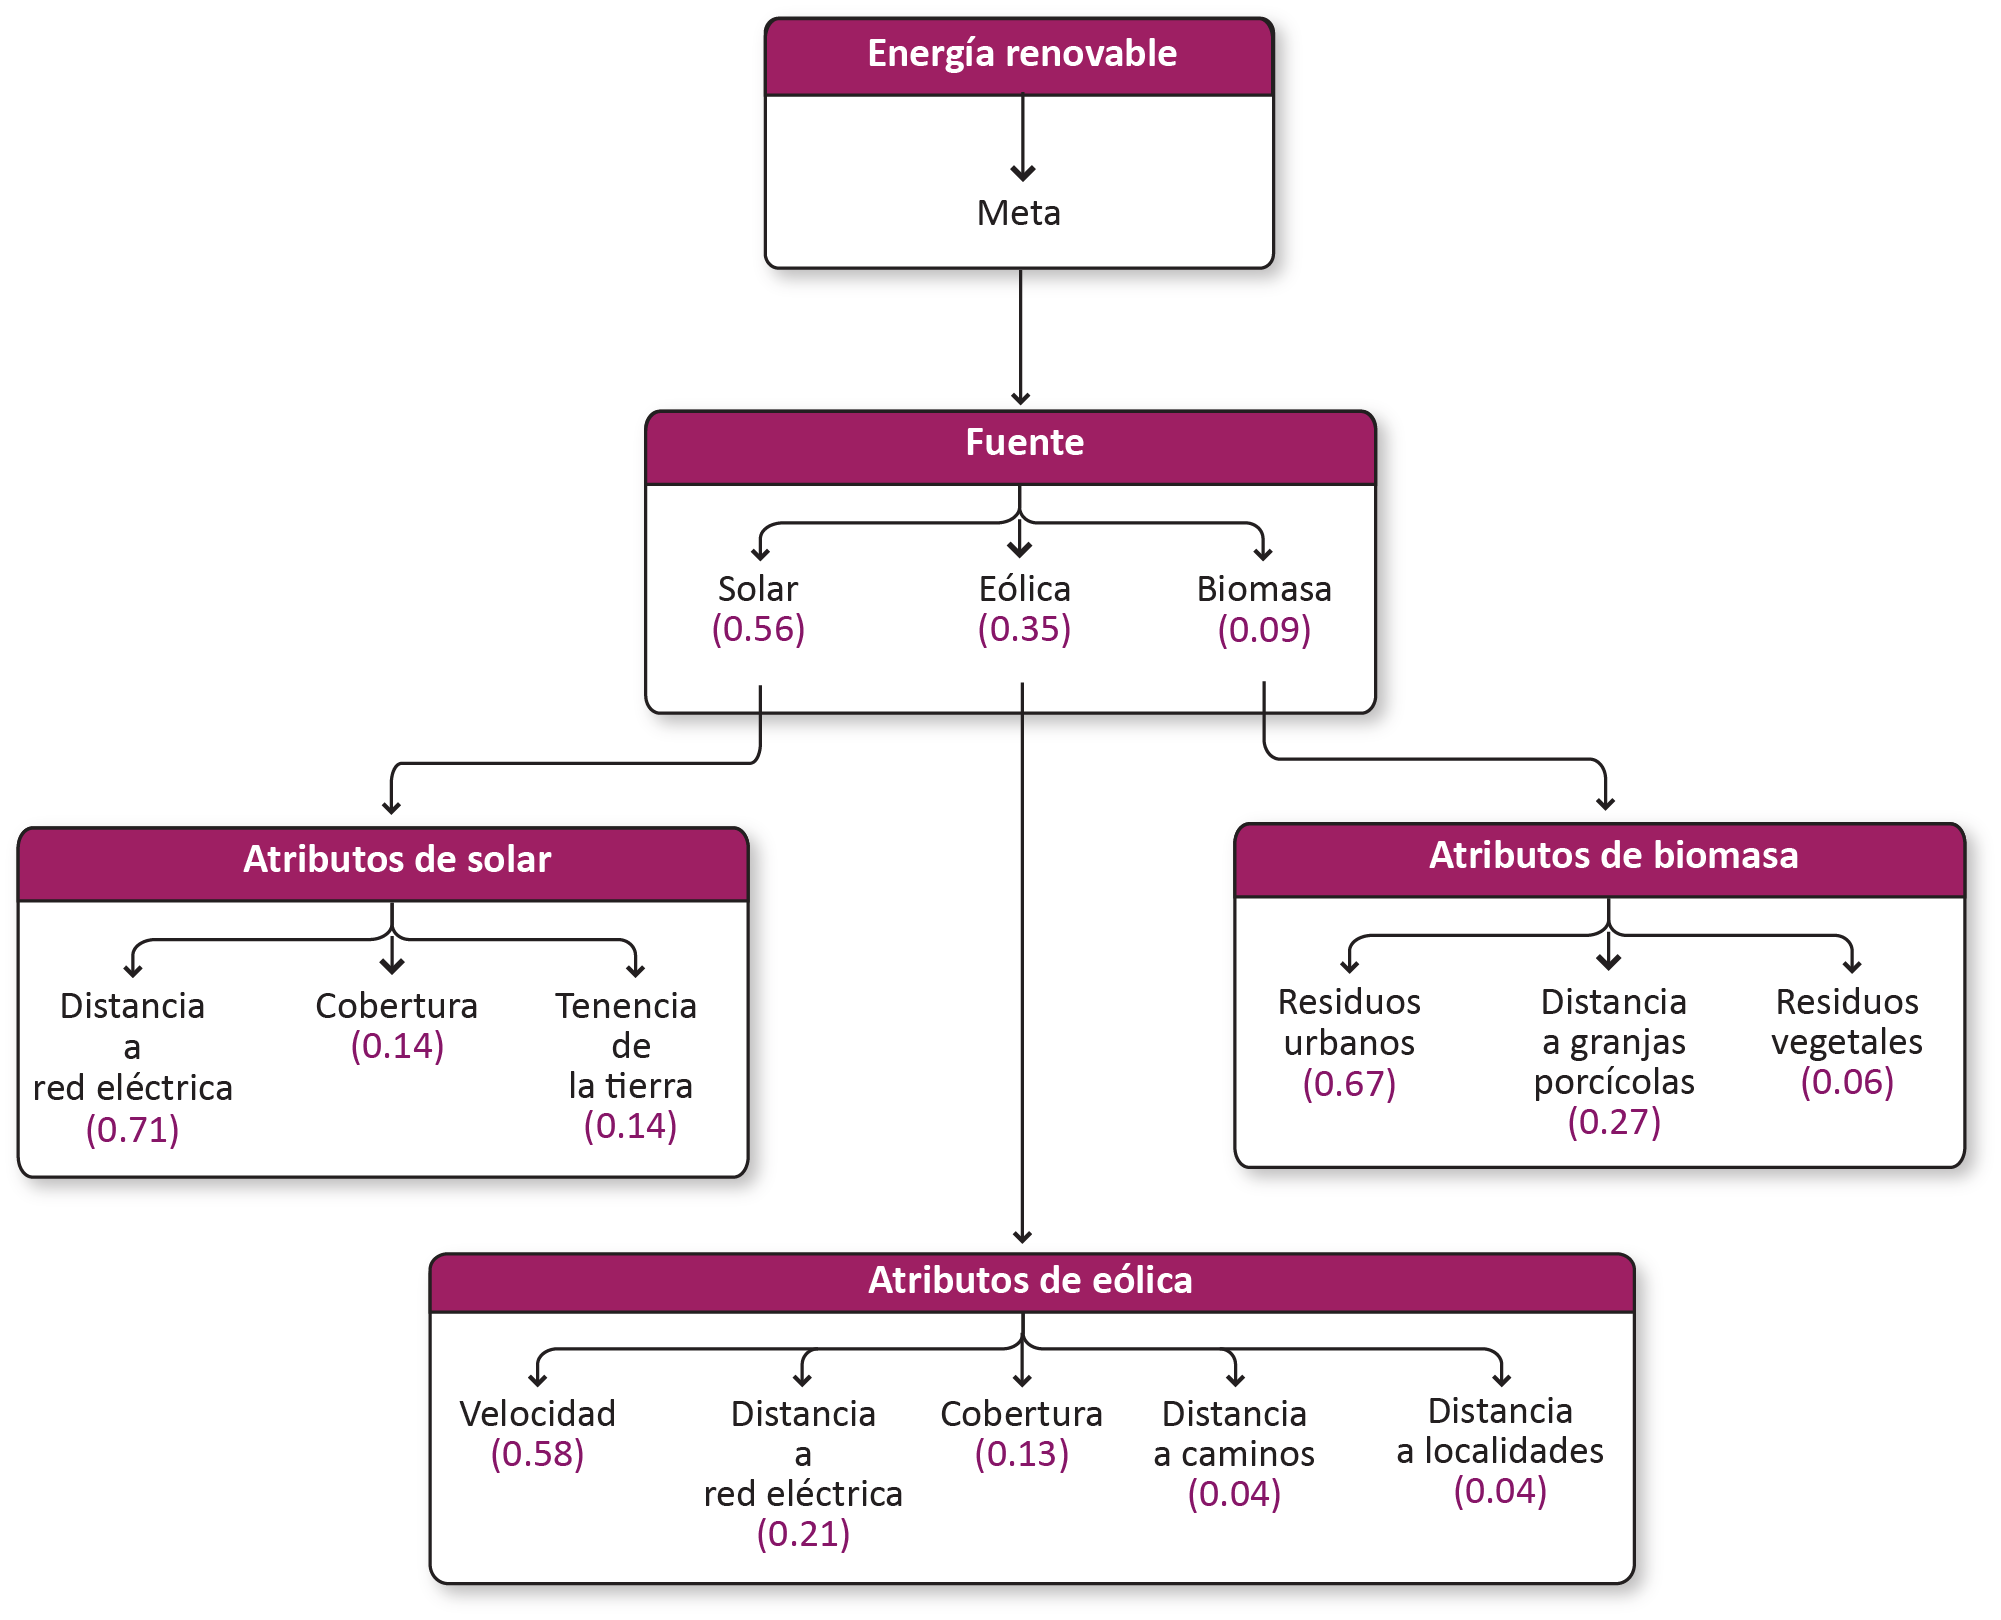 Energía renovable
Meta
Fuente
Solar
(0.56)
Eólica
(0.35)
Biomasa
(0.09)
Atributos de solar
Distancia
a
red eléctrica
(0.71)
Cobertura
(0.14)
Tenencia
de
la tierra
(0.14)
Atributos de biomasa
Residuos
urbanos
(0.67)
Distancia
a granjas
porcícolas
(0.27)
Residuos
vegetales
(0.06)
Atributos de eólica
Velocidad
(0.58)
Distancia
a
red eléctrica
(0.21)
Cobertura
(0.13)
Distancia
a caminos
(0.04)
Distancia
a localidades
(0.04)